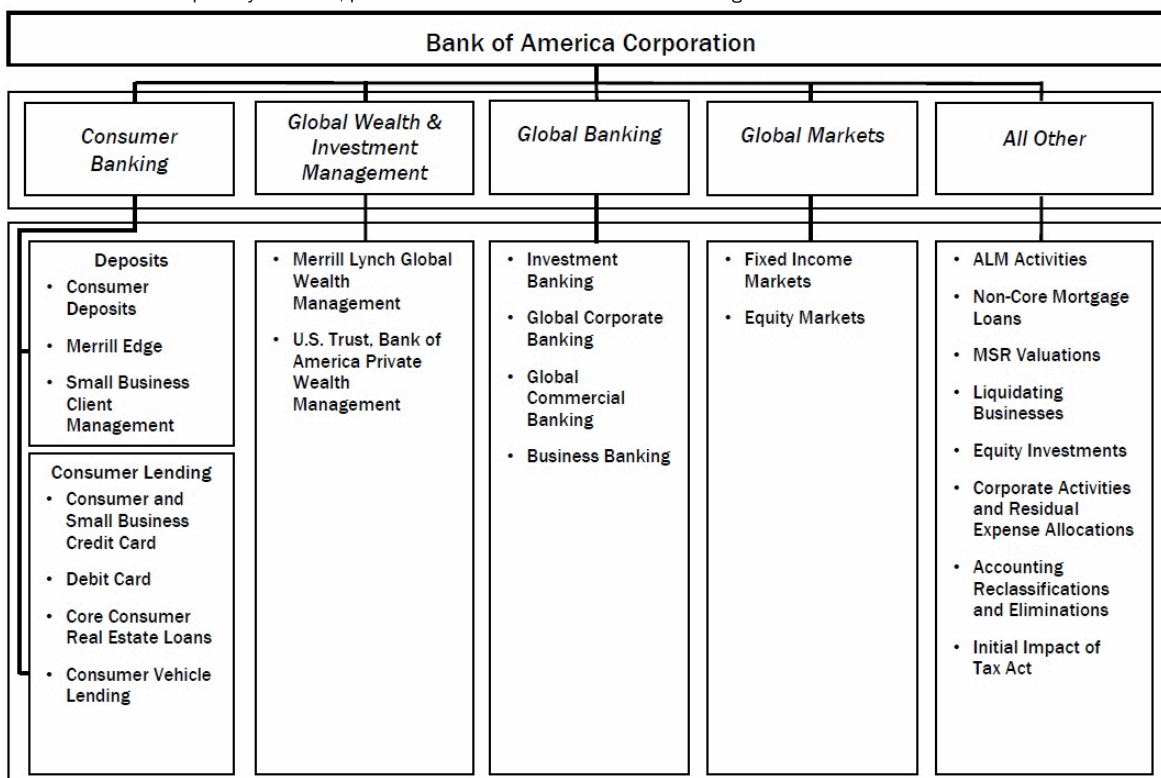 Bank of America Corporation
Consumer
Banking
Global Wealth &
Investment
Management
Global Banking
Global Markets
All Other
Deposits
• Consumer
Deposits
• Merrill Edge
• Small Business
Client
Management
Consumer Lending
• Consumer and
Small Business
Credit Card
• Debit Card
• Core Consumer
Real Estate Loans
• Consumer Vehicle
Lending
• Merrill Lynch Global
Wealth
Management
• U.S. Trust, Bank of
America Private
Wealth
Management
• Investment
Banking
• Global Corporate
Banking
• Global
Commercial
Banking
• Business Banking
• Fixed Income
Markets
• Equity Markets
• ALM Activities
• Non-Core Mortgage
Loans
• MSR Valuations
• Liquidating
Businesses
• Equity Investments
• Corporate Activities
and Residual
Expense Allocations
• Accounting
Reclassifications
and Eliminations
• Initial Impact of
Tax Act